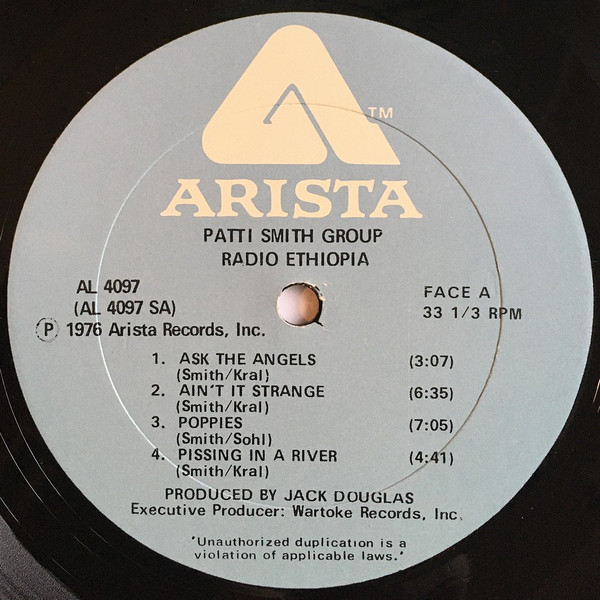 TM
ARISTA
PATTI SMITH GROUP
RADIO ETHIOPIA
AL 4097
(AL 4097 SA)
Ⓟ 1976 Arista Records, Inc.
FACE A
33 1/3 RPM
1. ASK THE ANGELS (3:07)
(Smith/Kral)
2. AIN'T IT STRANGE (6:35)
(Smith/Kral)
3. POPPIES (7:05)
(Smith/Sohl)
4. PISSING IN A RIVER (4:41)
(Smith/Kral)
PRODUCED BY JACK DOUGLAS
Executive Producer: Wartoke Records, Inc.
'Unauthorized duplication is a
violation of applicable laws.'